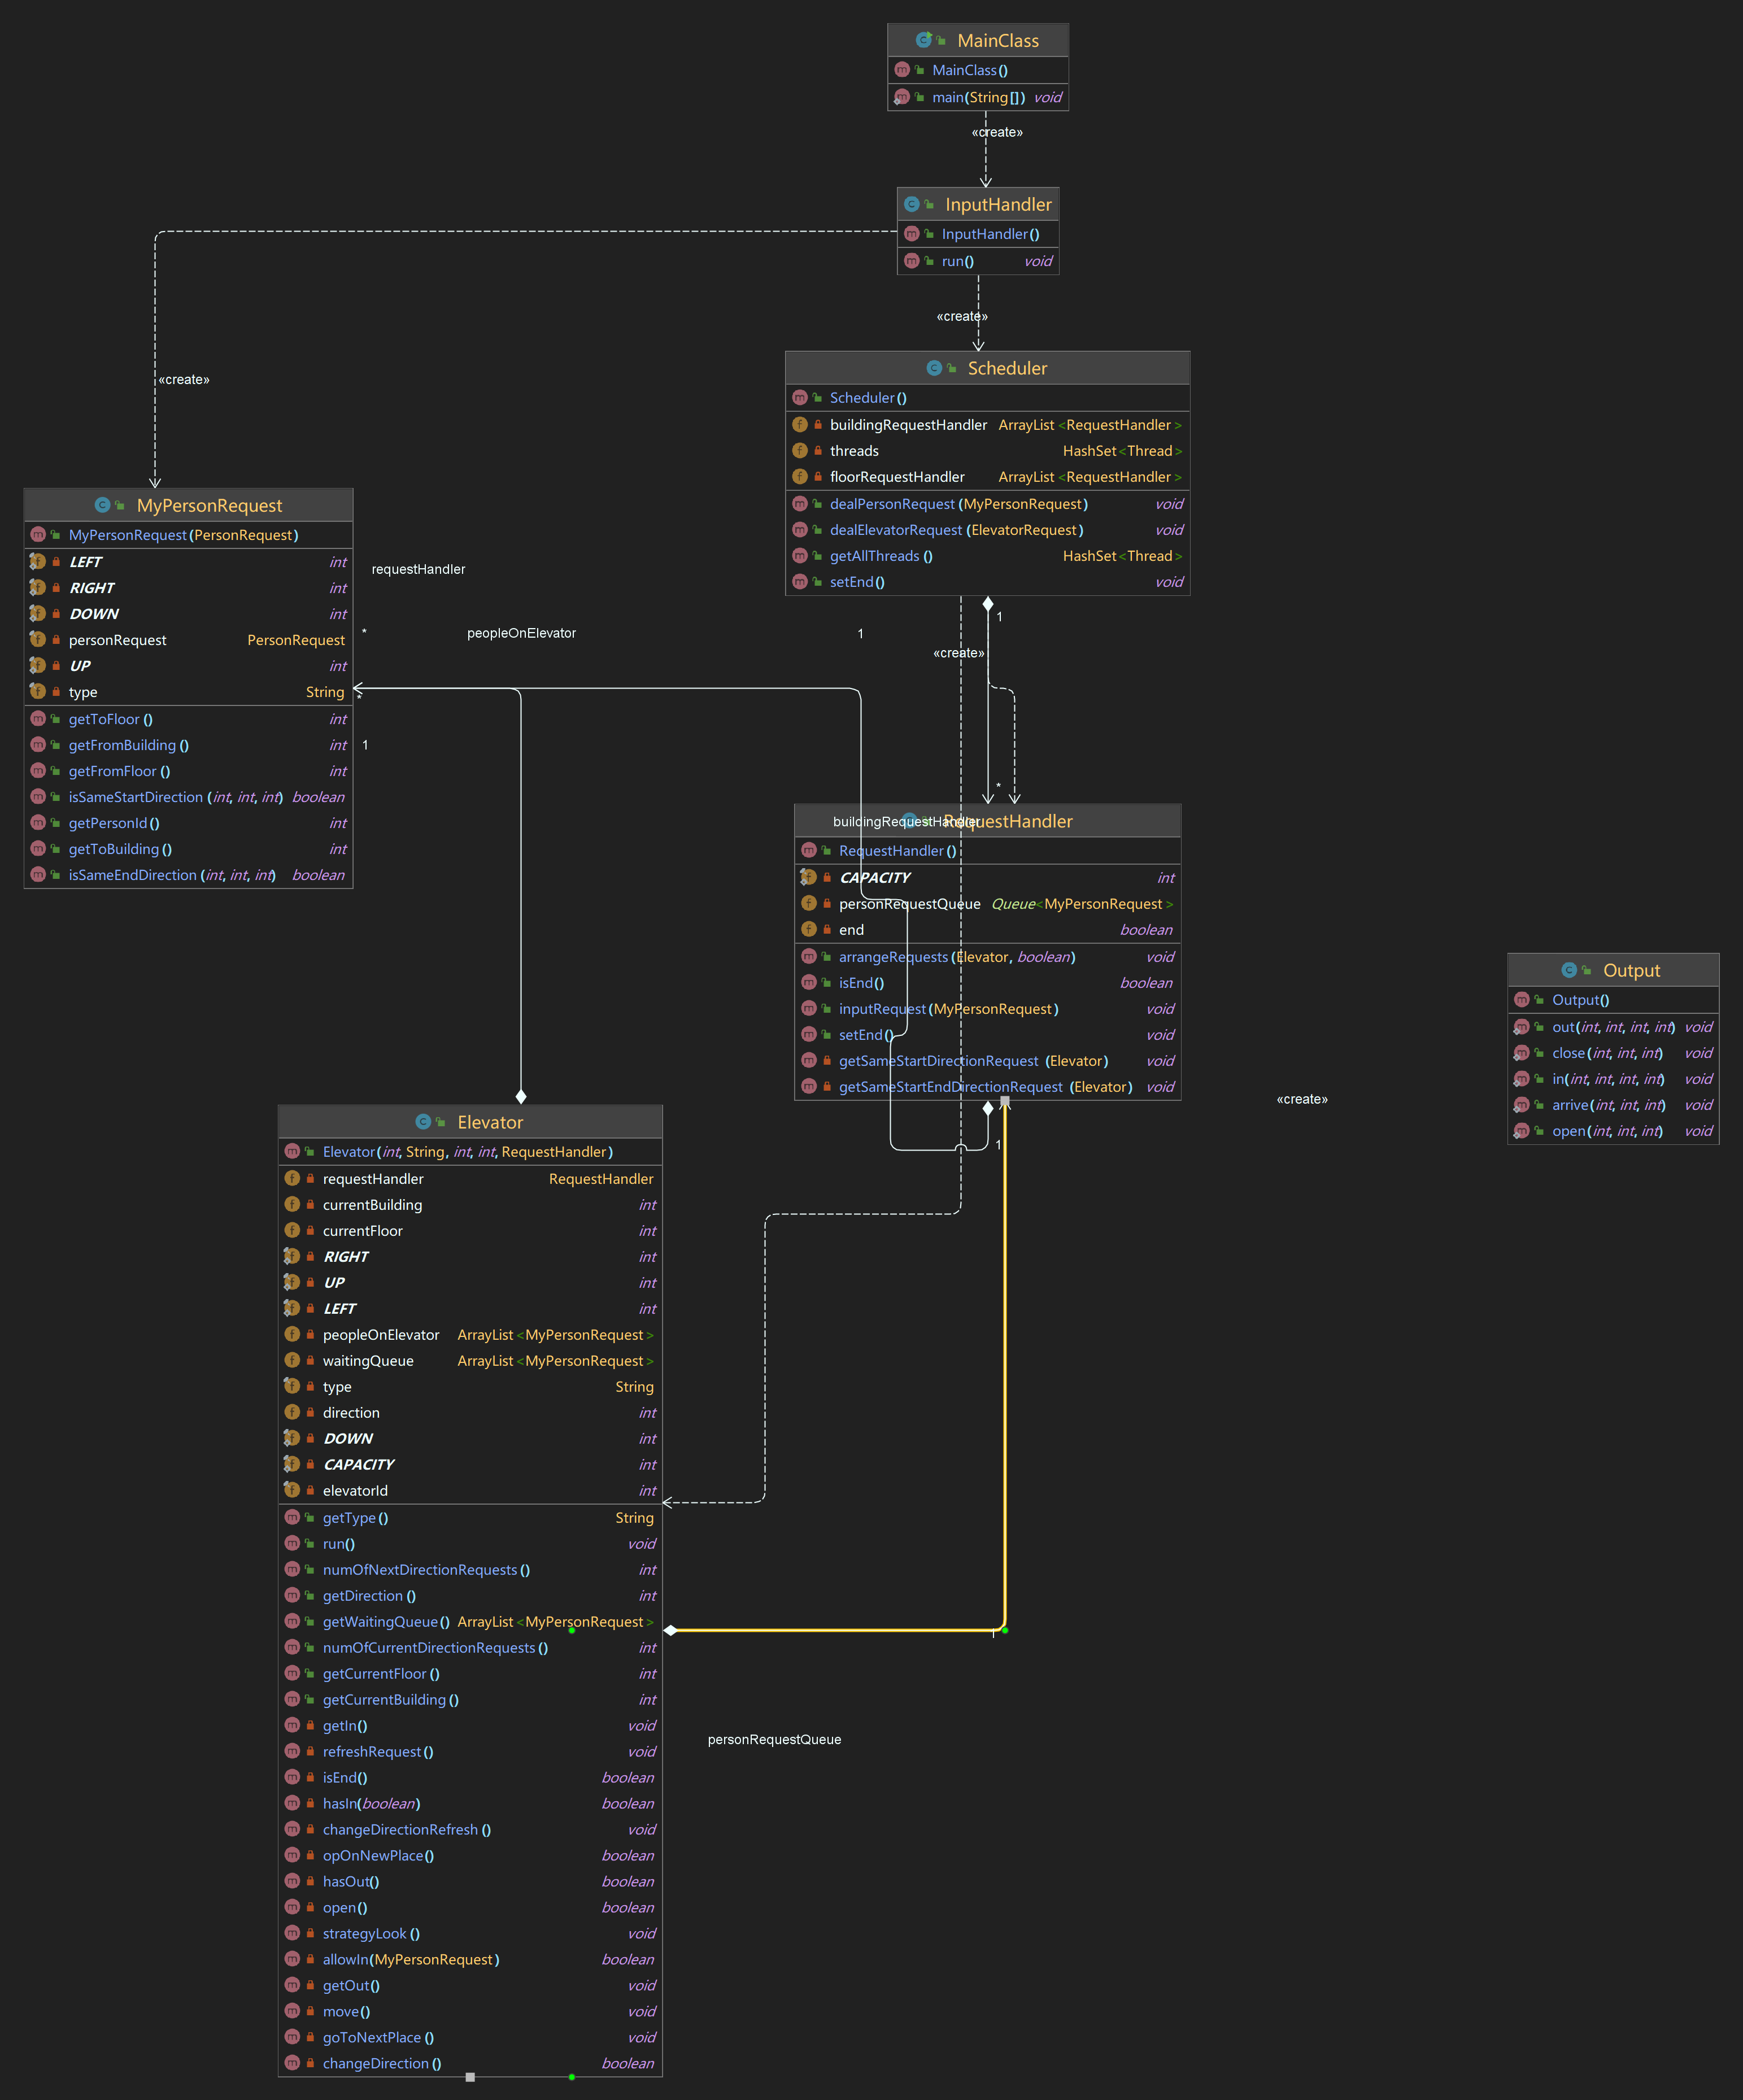 MainClass
MainClass()
main(String[]) void
«create»
InputHandler
InputHandler()
run() void
«create»
«create»
Scheduler
Scheduler()
buildingRequestHandler ArrayList<RequestHandler>
threads HashSet<Thread>
floorRequestHandler ArrayList<RequestHandler>
dealPersonRequest(MyPersonRequest) void
dealElevatorRequest(ElevatorRequest) void
getAllThreads() HashSet<Thread>
setEnd() void
MyPersonRequest
MyPersonRequest(PersonRequest)
LEFT int
RIGHT int
DOWN int
personRequest PersonRequest
UP int
type String
getToFloor() int
getFromBuilding() int
getFromFloor() int
isSameStartDirection(int, int, int) boolean
getPersonId() int
getToBuilding() int
isSameEndDirection(int, int, int) boolean
requestHandler
*
peopleOnElevator
1
1
«create»
*
1
*
buildingRequestHandler
RequestHandler
RequestHandler()
CAPACITY int
personRequestQueue Queue<MyPersonRequest>
end boolean
arrangeRequests(Elevator, boolean) void
isEnd() boolean
inputRequest(MyPersonRequest) void
setEnd() void
getSameStartDirectionRequest(Elevator) void
getSameStartEndDirectionRequest(Elevator) void
1
«create»
Output
Output()
out(int, int, int, int) void
close(int, int, int) void
in(int, int, int, int) void
arrive(int, int, int) void
open(int, int, int) void
Elevator
Elevator(int, String, int, int, RequestHandler)
requestHandler RequestHandler
currentBuilding int
currentFloor int
RIGHT int
UP int
LEFT int
peopleOnElevator ArrayList<MyPersonRequest>
waitingQueue ArrayList<MyPersonRequest>
type String
direction int
DOWN int
CAPACITY int
elevatorId int
getType() String
run() void
numOfNextDirectionRequests() int
getDirection() int
getWaitingQueue() ArrayList<MyPersonRequest>
numOfCurrentDirectionRequests() int
getCurrentFloor() int
getCurrentBuilding() int
getIn() void
refreshRequest() void
isEnd() boolean
hasIn(boolean) boolean
changeDirectionRefresh() void
opOnNewPlace() boolean
hasOut() boolean
open() boolean
strategyLook() void
allowIn(MyPersonRequest) boolean
getOut() void
move() void
goToNextPlace() void
changeDirection() boolean
1
personRequestQueue